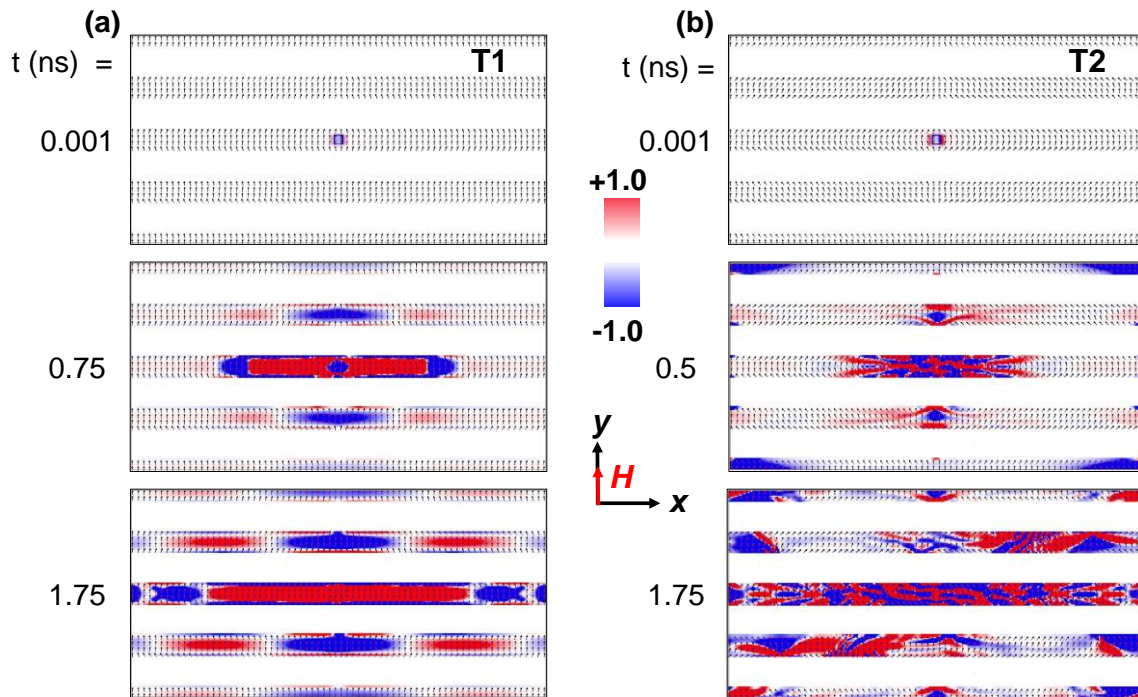 (a)
t (ns) =
T1
0.001
0.75
1.75
+1.0
-1.0
y
H
x
(b)
t (ns) =
T2
0.001
0.5
1.75